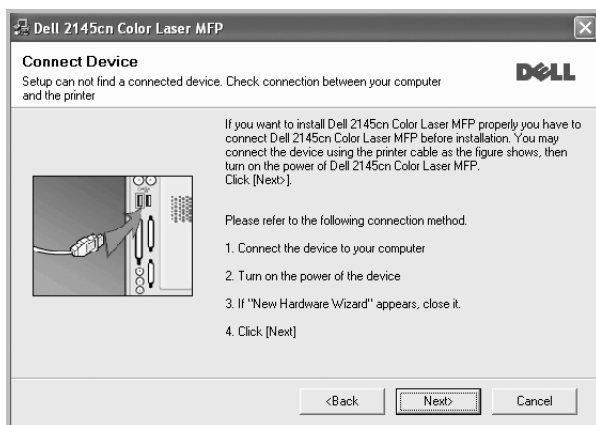 Dell 2145cn Color Laser MFP
Connect Device
Setup can not find a connected device. Check connection between your computer
and the printer
DELL
If you want to install Dell 2145cn Color Laser MFP properly you have to
connect Dell 2145cn Color Laser MFP before installation. You may
connect the device using the printer cable as the figure shows, then
turn on the power of Dell 2145cn Color Laser MFP.
Click [Next>].
Please refer to the following connection method.
1. Connect the device to your computer
2. Turn on the power of the device
3. If "New Hardware Wizard" appears, close it.
4. Click [Next]
<Back
Next>
Cancel